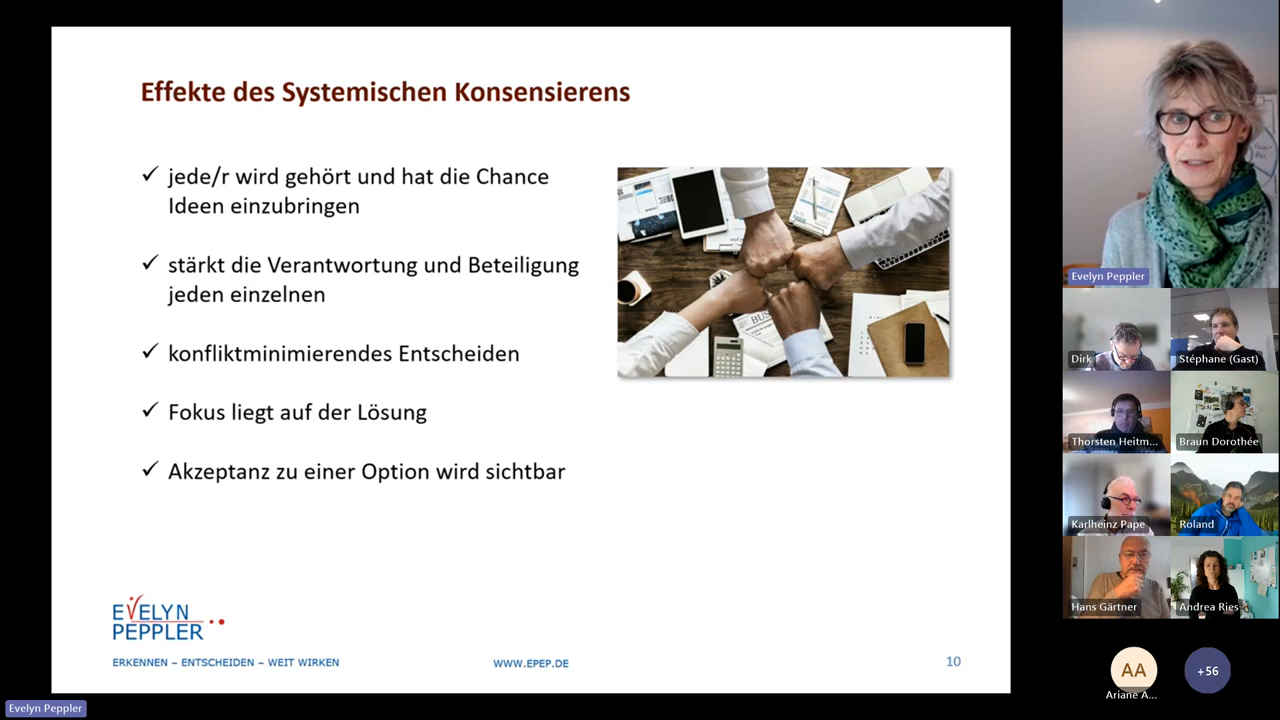 Effekte des Systemischen Konsensierens
✓ jede/r wird gehört und hat die Chance
Ideen einzubringen
✓ stärkt die Verantwortung und Beteiligung
jeden einzelnen
✓ konfliktminimierendes Entscheiden
✓ Fokus liegt auf der Lösung
✓ Akzeptanz zu einer Option wird sichtbar
EVELYN
PEPPLER
ERKENNEN – ENTSCHEIDEN – WEIT WIRKEN
WWW.EPEP.DE
10
Evelyn Peppler
Evelyn Peppler
Dirk
Stéphane (Gast)
Thorsten Heitm...
Braun Dorothée
Karlheinz Pape
Roland
Hans Gärtner
Andrea Ries
AA
Ariane A...
+56